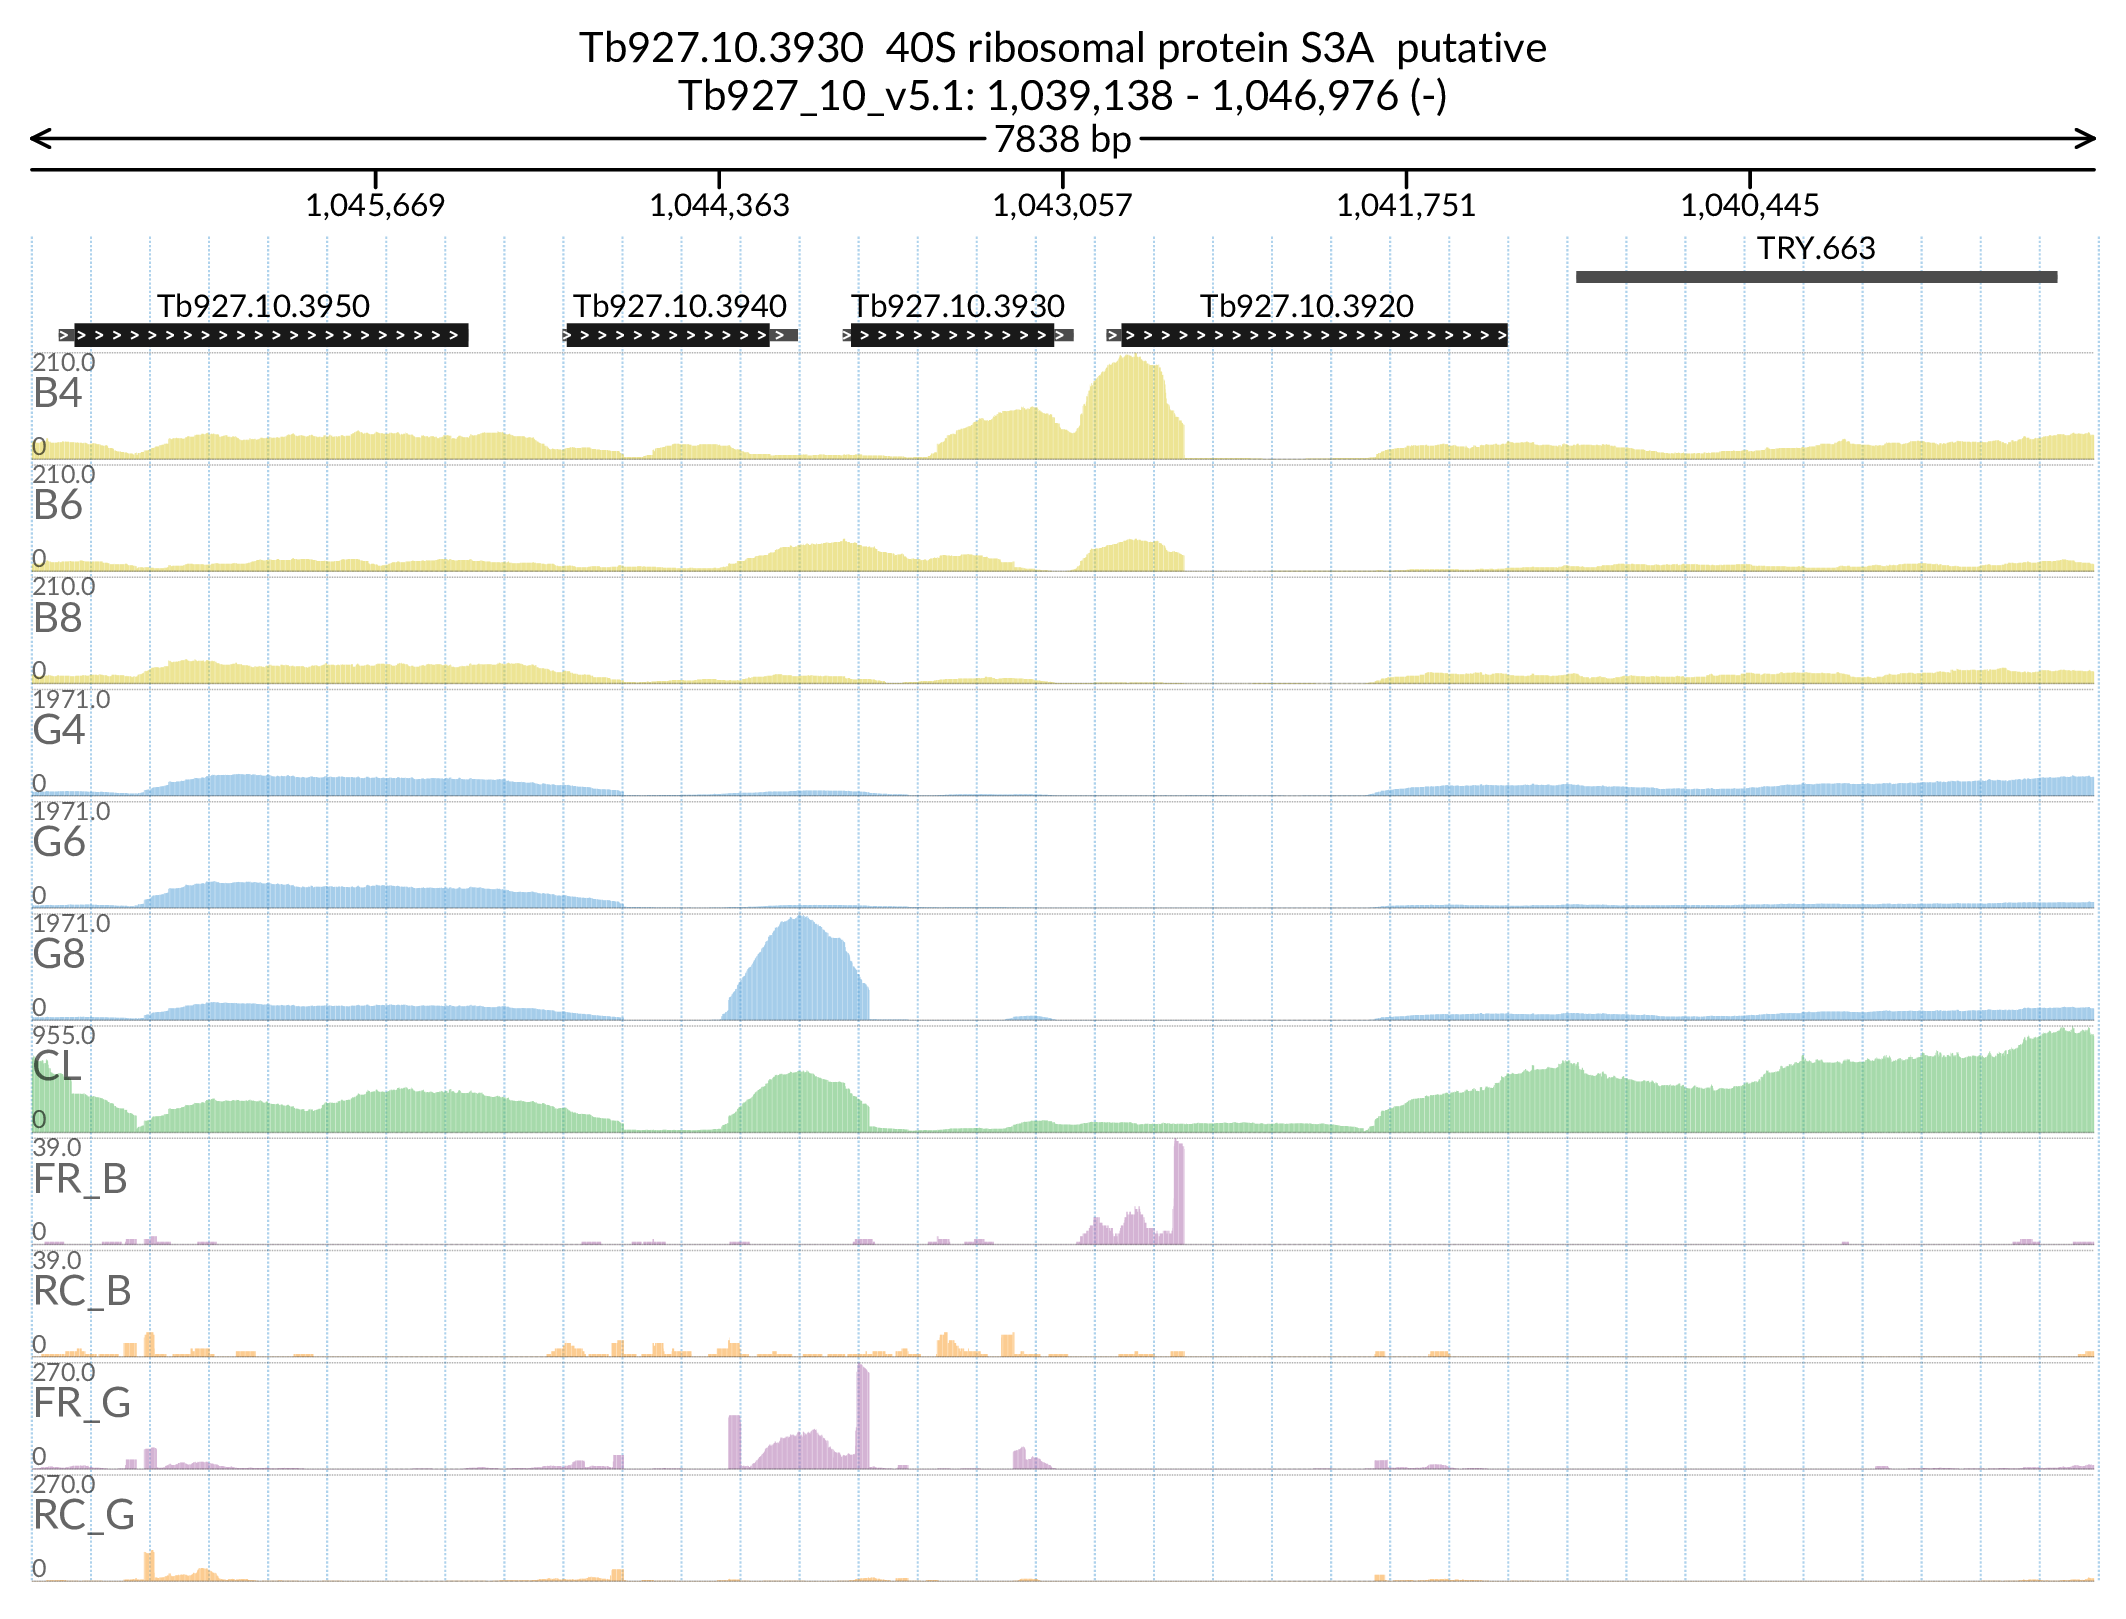 Tb927.10.3930  40S ribosomal protein S3A  putative
Tb927_10_v5.1: 1,039,138 - 1,046,976 (-)
7838 bp
1,045,669 1,044,363 1,043,057 1,041,751 1,040,445
TRY.663
Tb927.10.3950 Tb927.10.3940 Tb927.10.3930 Tb927.10.3920
210.0
B4
0
210.0
B6
0
210.0
B8
0
1971.0
G4
0
1971.0
G6
0
1971.0
G8
0
955.0
CL
0
39.0
FR_B
0
39.0
RC_B
0
270.0
FR_G
0
270.0
RC_G
0